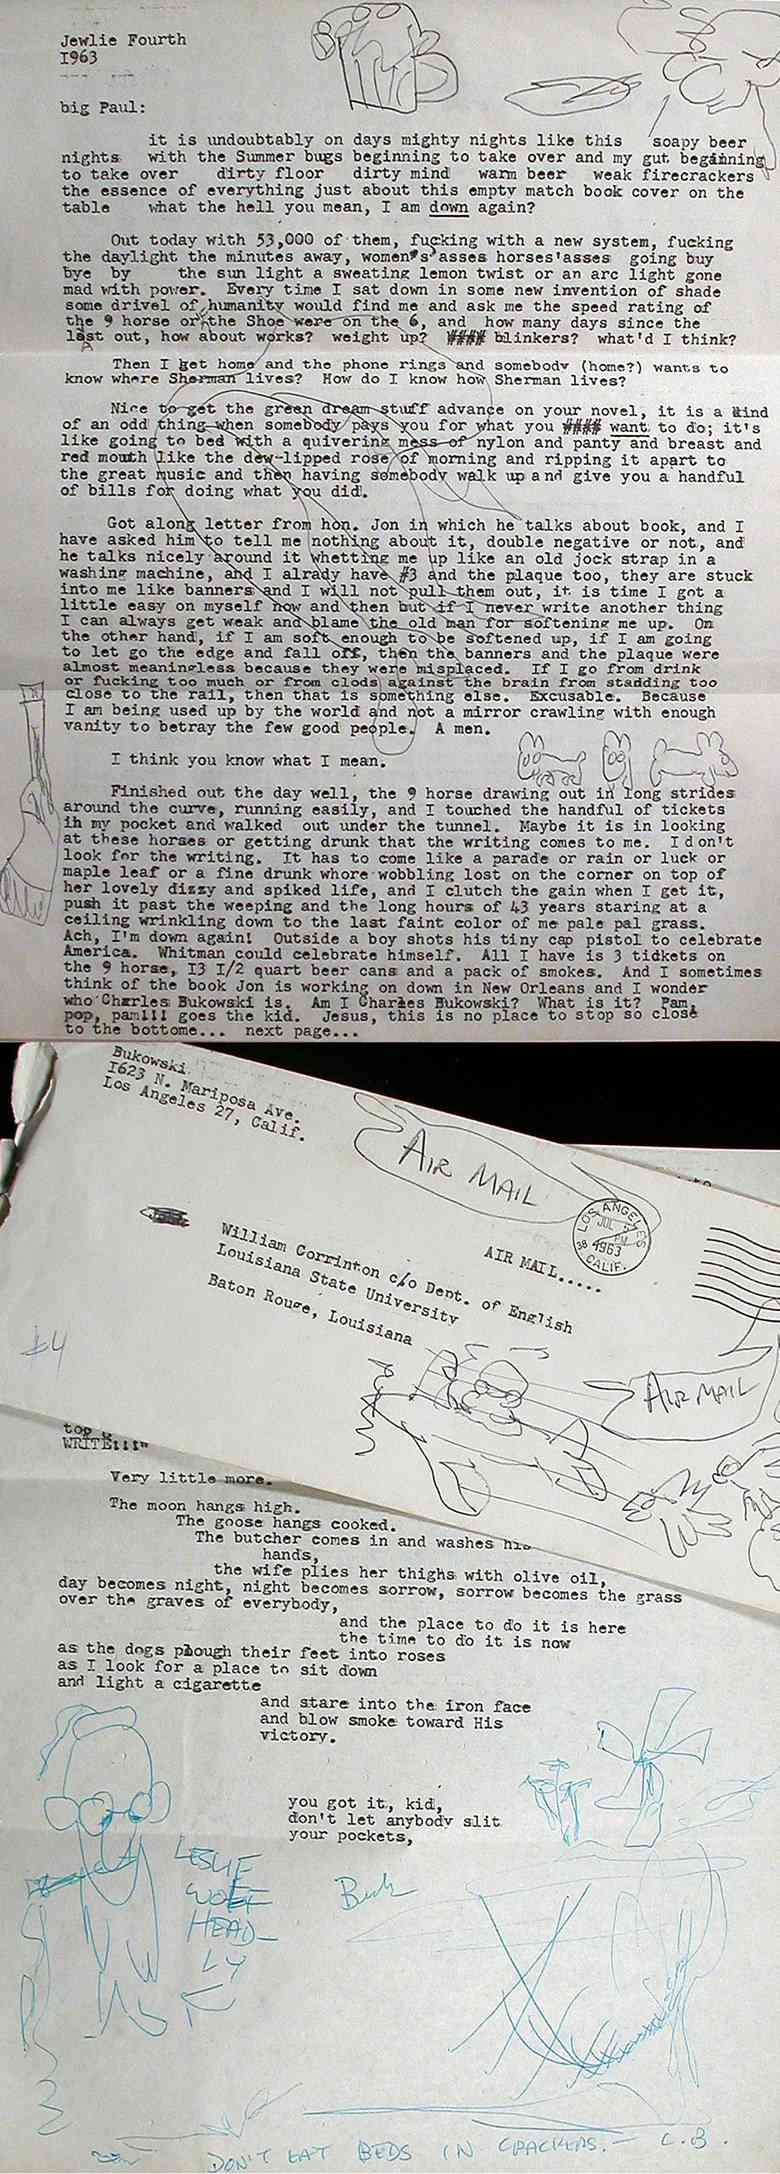 Jewlie Fourth
I963
big Paul:
it is undoubtably on days mighty nights like this soapy beer
nights with the Summer bugs beginning to take over and my gut beginning
to take over dirty floor dirty mind warm beer weak firecrackers
the essence of everything just about this empty match book cover on the
table what the hell you mean, I am down again?
Out today with 53,000 of them, fucking with a new system, fucking
the daylight the minutes away, women's asses horses'asses going buy
bye by the sun light a sweating lemon twist or an arc light gone
mad with power. Every time I sat down in some new invention of shade
some drivel of humanity would find me and ask me the speed rating of
the 9 horse or the Shoe were on the 6, and how many days since the
last out, how about works? weight up? #### blinkers? what'd I think?
Then I get home and the phone rings and somebody (home?) wants to
know where Sherman lives? How do I know how Sherman lives?
Nice to get the green dream stuff advance on your novel, it is a kind
of an odd thing when somebody pays you for what you #### want to do; it's
like going to bed with a quivering mess of nylon and panty and breast and
red mouth like the dew-lipped rose of morning and ripping it apart to
the great music and then having somebody walk up and give you a handful
of bills for doing what you did.
Got along letter from hon. Jon in which he talks about book, and I
have asked him to tell me nothing about it, double negative or not, and
he talks nicely around it whetting me up like an old jock strap in a
washing machine, and I alrady have #3 and the plaque too, they are stuck
into me like banners and I will not pull them out, it is time I got a
little easy on myself now and then but if I never write another thing
I can always get weak and blame the old man for softening me up. On
the other hand, if I am soft enough to be softened up, if I am going
to let go the edge and fall off, then the banners and the plaque were
almost meaningless because they were misplaced. If I go from drink
or fucking too much or from clods against the brain from standing too
close to the rail, then that is something else. Excusable. Because
I am being used up by the world and not a mirror crawling with enough
vanity to betray the few good people. A men.
I think you know what I mean.
Finished out the day well, the 9 horse drawing out in long strides
around the curve, running easily, and I touched the handful of tickets
in my pocket and walked out under the tunnel. Maybe it is in looking
at these horses or getting drunk that the writing comes to me. I don't
look for the writing. It has to come like a parade or rain or luck or
maple leaf or a fine drunk whore wobbling lost on the corner on top of
her lovely dizzy and spiked life, and I clutch the gain when I get it,
push it past the weeping and the long hours of 43 years staring at a
ceiling wrinkling down to the last faint color of me pale pal grass.
Ach, I'm down again! Outside a boy shots his tiny cap pistol to celebrate
America. Whitman could celebrate himself. All I have is 3 tidkets on
the 9 horse, I3 I/2 quart beer cans and a pack of smokes. And I sometimes
think of the book Jon is working on down in New Orleans and I wonder
who Charles Bukowski is. Am I Charles Bukowski? What is it? Pam,
pop, pam!!! goes the kid. Jesus, this is no place to stop so close
to the bottome... next page...
Bukowski
I623 N. Mariposa Ave.
Los Angeles 27, Calif.
AIR MAIL
LOS ANGELES
JUL 5
PM
1963
38
CALIF.
AIR MAIL.....
William Corrinton c/o Dent. of English
Louisiana State University
Baton Rouge, Louisiana
#4
AIR MAIL
top
WRITE!!!"
Very little more.
The moon hangs high.
The goose hangs cooked.
The butcher comes in and washes his
hands,
the wife plies her thighs with olive oil,
day becomes night, night becomes sorrow, sorrow becomes the grass
over the graves of everybody,
and the place to do it is here
the time to do it is now
as the dogs plough their feet into roses
as I look for a place to sit down
and light a cigarette
and stare into the iron face
and blow smoke toward His
victory.
you got it, kid,
don't let anybody slit
your pockets,
LESLIE
WOLF
HEAD-
LY
Buk
DON'T EAT BEDS IN CRACKERS. — C.B.